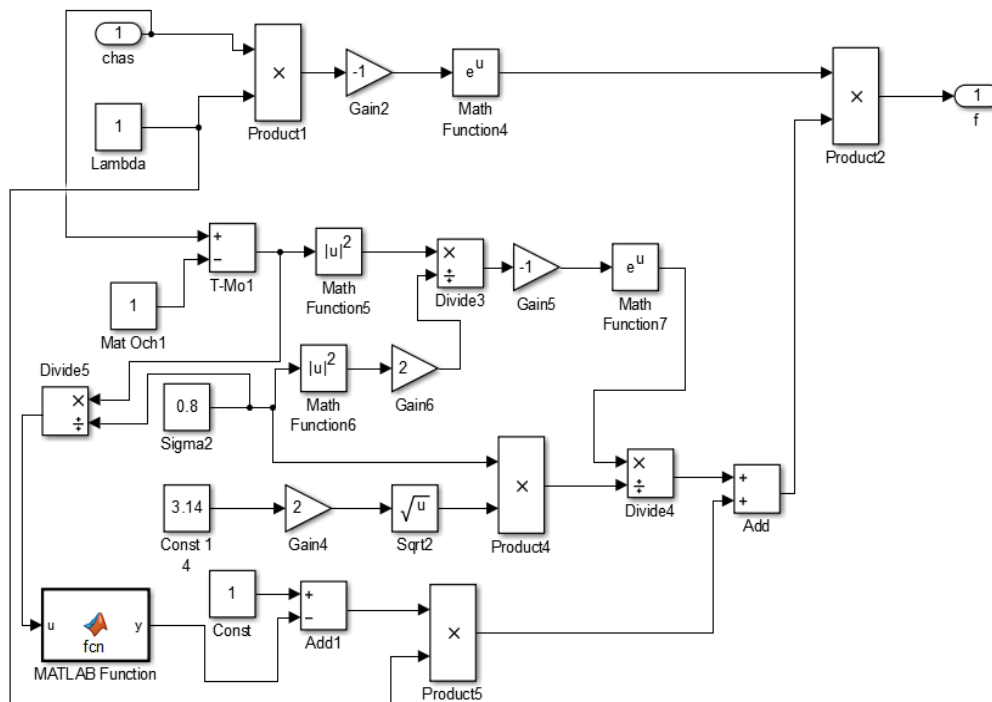 1
chas
×
Product1
-1
Gain2
e^u
Math
Function4
×
Product2
1
f
1
Lambda
+
−
T-Mo1
|u|^2
Math
Function5
×
÷
Divide3
-1
Gain5
e^u
Math
Function7
1
Mat Och1
Divide5
×
÷
0.8
Sigma2
|u|^2
Math
Function6
2
Gain6
×
Product4
×
÷
Divide4
+
+
Add
3.14
Const 1
4
2
Gain4
√u
Sqrt2
u
fcn
y
MATLAB Function
1
Const
+
−
Add1
×
Product5